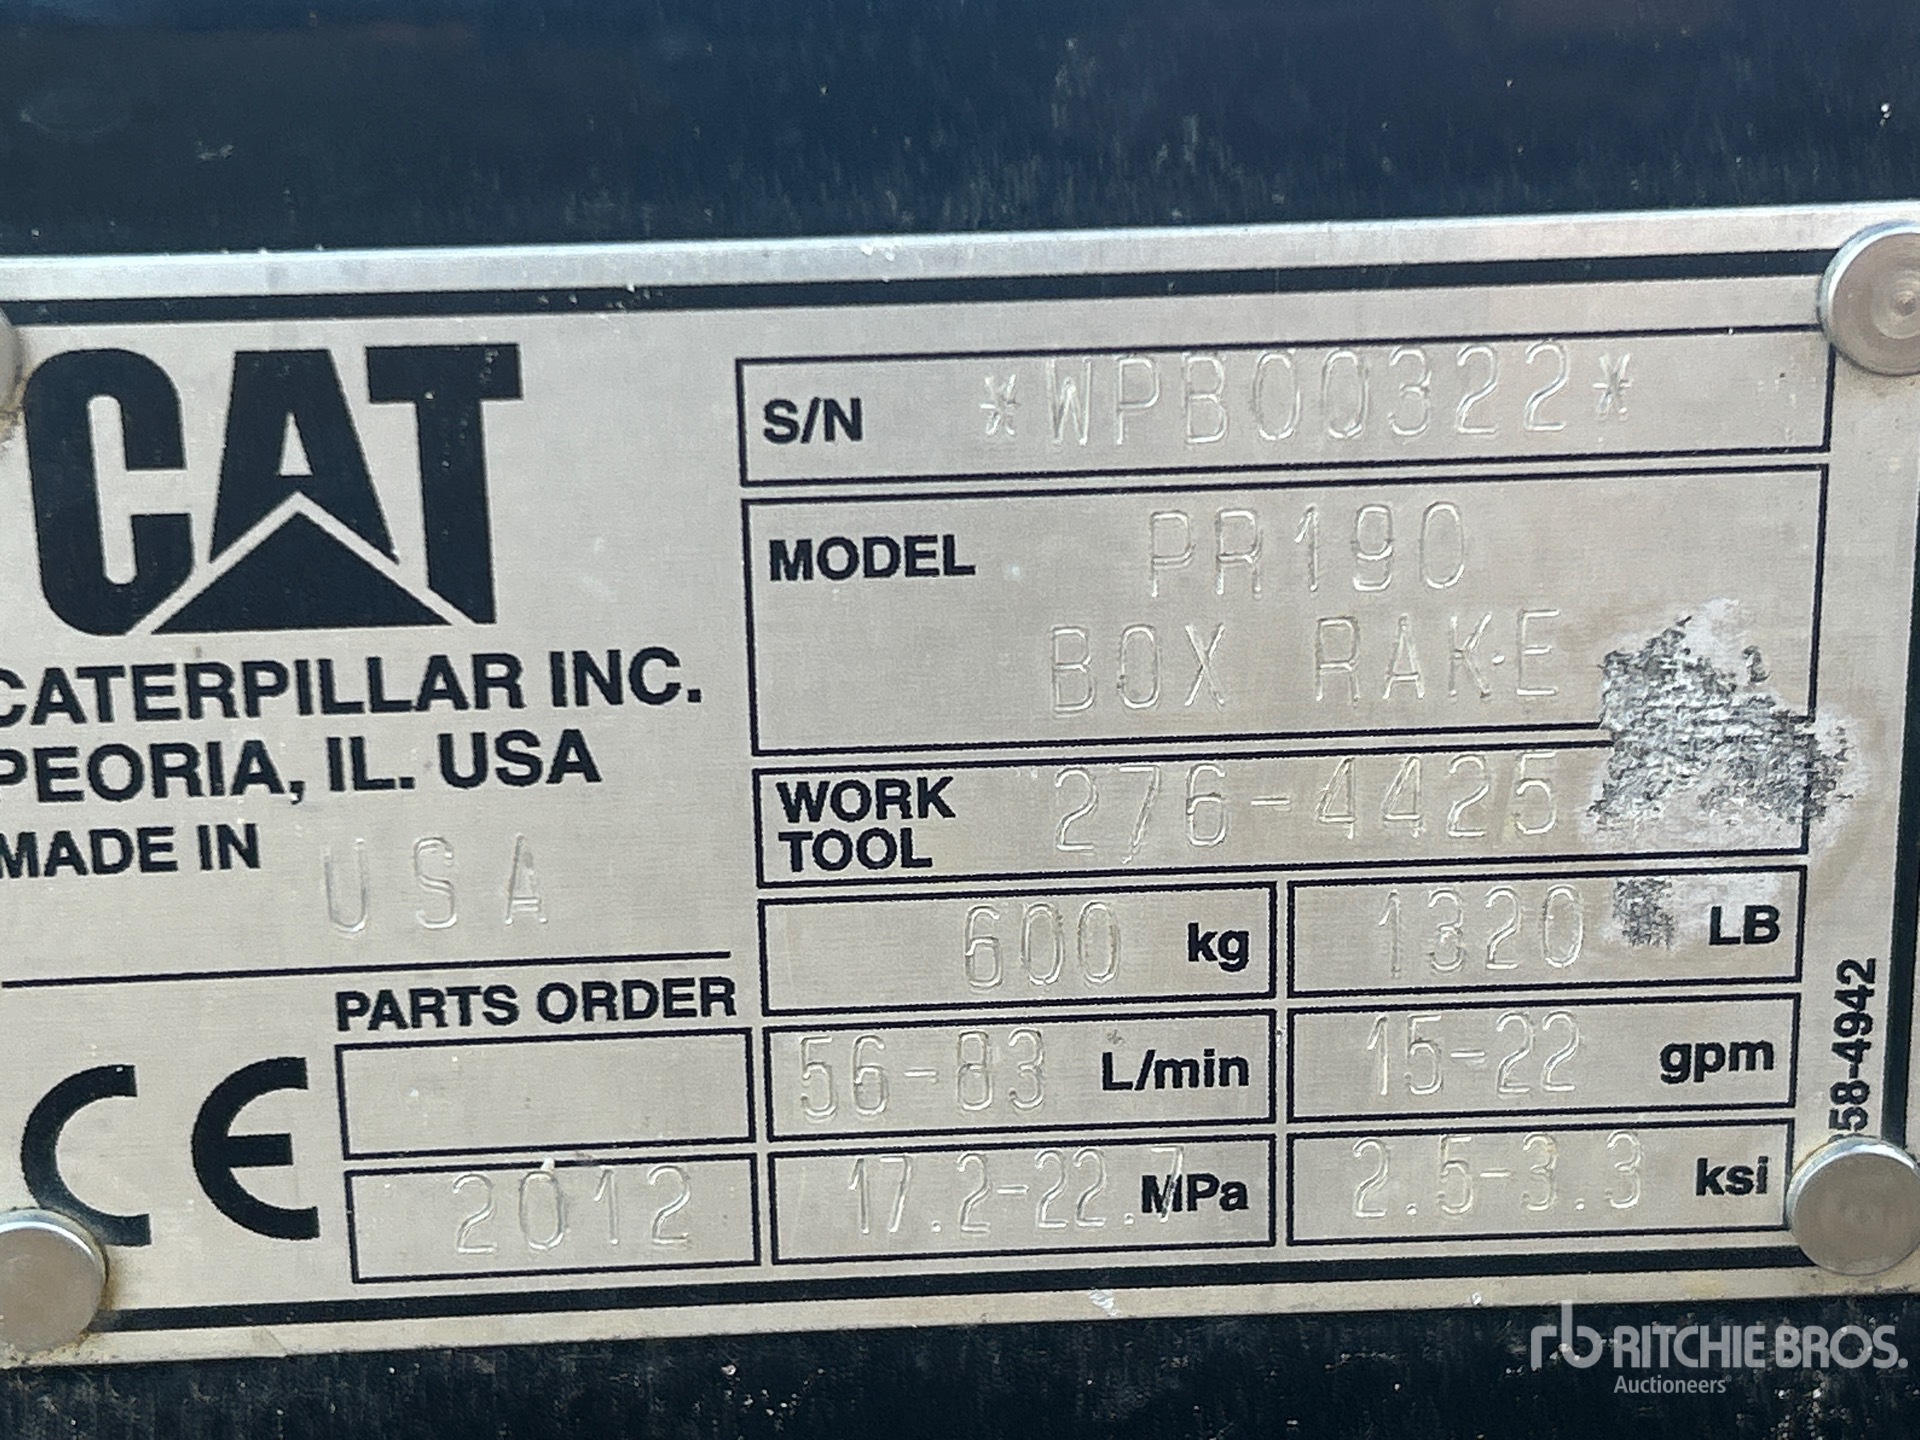 CAT
CATERPILLAR INC.
PEORIA, IL. USA
MADE IN USA
PARTS ORDER
2012
CE
S/N *WPB00322*
MODEL PR190
BOX RAKE
WORK TOOL 276-4425
600 kg 1320 LB
56-83 L/min 15-22 gpm
17.2-22.7 MPa 2.5-3.3 ksi
58-4942
rb RITCHIE BROS.
Auctioneers